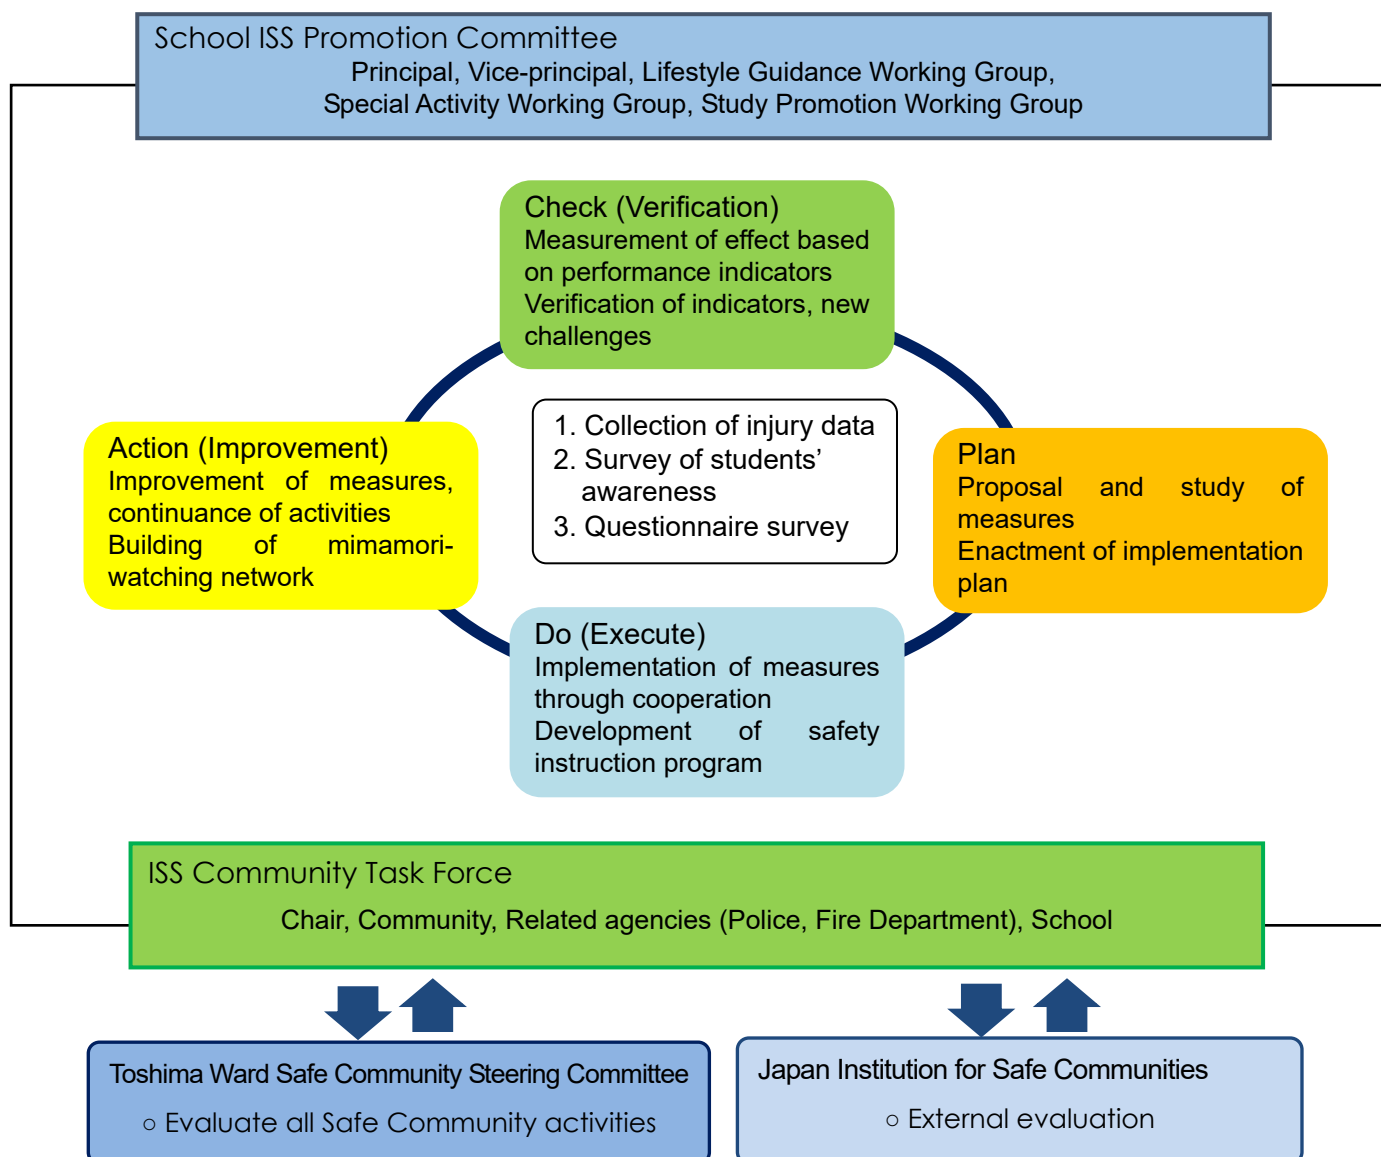 School ISS Promotion Committee
Principal, Vice-principal, Lifestyle Guidance Working Group,
Special Activity Working Group, Study Promotion Working Group
Check (Verification)
Measurement of effect based
on performance indicators
Verification of indicators, new
challenges
Action (Improvement)
Improvement of measures,
continuance of activities
Building of mimamori-
watching network
1. Collection of injury data
2. Survey of students’
awareness
3. Questionnaire survey
Plan
Proposal and study of
measures
Enactment of implementation
plan
Do (Execute)
Implementation of measures
through cooperation
Development of safety
instruction program
ISS Community Task Force
Chair, Community, Related agencies (Police, Fire Department), School
Toshima Ward Safe Community Steering Committee
○ Evaluate all Safe Community activities
Japan Institution for Safe Communities
○ External evaluation